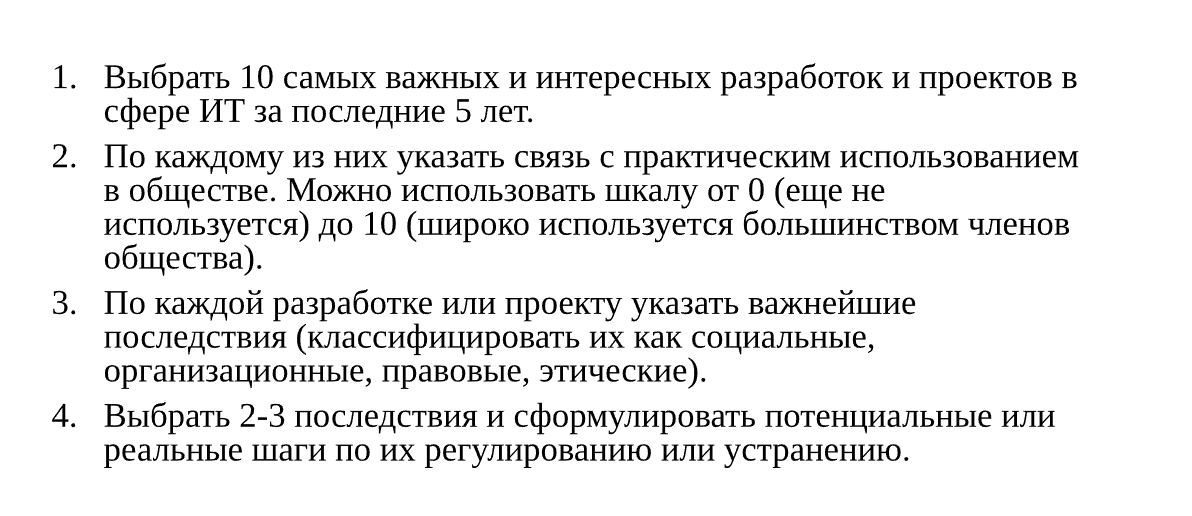 1. Выбрать 10 самых важных и интересных разработок и проектов в
сфере ИТ за последние 5 лет.
2. По каждому из них указать связь с практическим использованием
в обществе. Можно использовать шкалу от 0 (еще не
используется) до 10 (широко используется большинством членов
общества).
3. По каждой разработке или проекту указать важнейшие
последствия (классифицировать их как социальные,
организационные, правовые, этические).
4. Выбрать 2-3 последствия и сформулировать потенциальные или
реальные шаги по их регулированию или устранению.